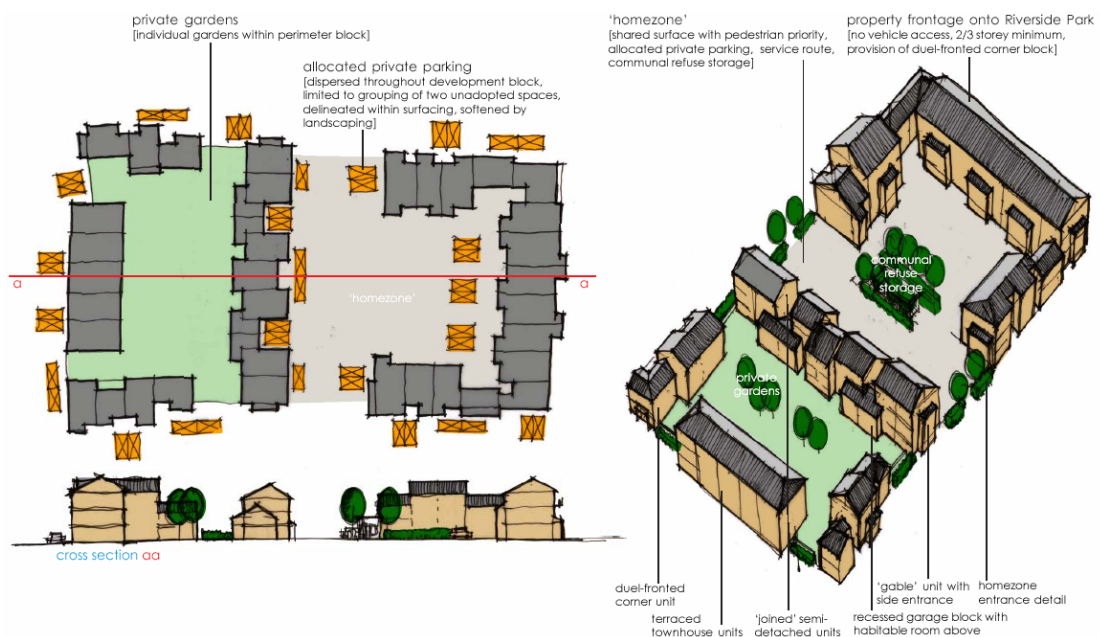 private gardens
[individual gardens within perimeter block]
allocated private parking
[dispersed throughout development block,
limited to grouping of two unadopted spaces,
delineated within surfacing, softened by
landscaping]
a
a
'homezone'
cross section aa
'homezone'
[shared surface with pedestrian priority,
allocated private parking, service route,
communal refuse storage]
property frontage onto Riverside Park
[no vehicle access, 2/3 storey minimum,
provision of duel-fronted corner block]
communal
refuse
storage
private
gardens
duel-fronted
corner unit
terraced
townhouse units
'joined' semi-
detached units
'gable' unit with
side entrance
recessed garage block with
habitable room above
homezone
entrance detail